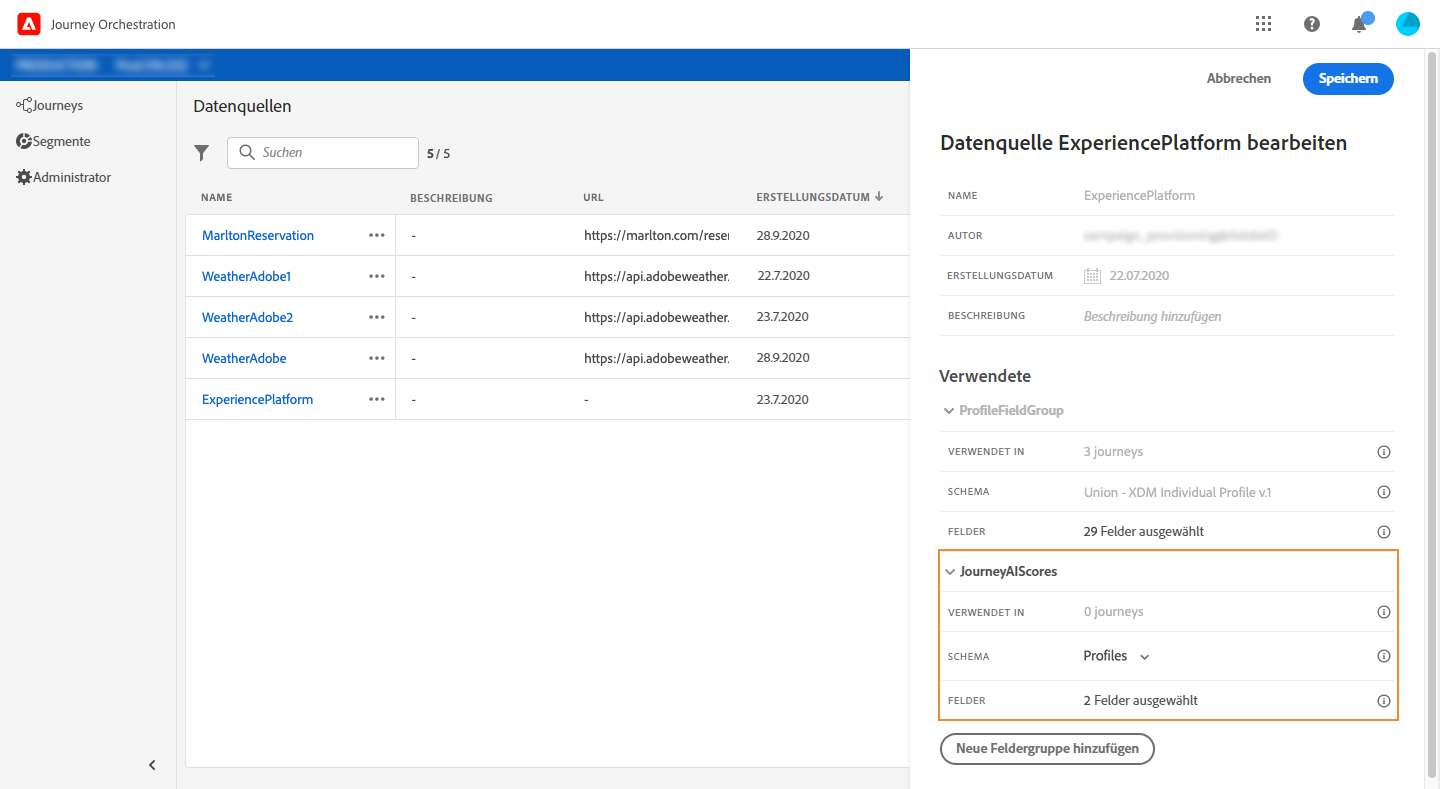 Journey Orchestration
Journeys
Segmente
Administrator
Datenquellen
Suchen
5 / 5
NAME BESCHREIBUNG URL ERSTELLUNGSDATUM
MarltonReservation - https://marlton.com/reser 28.9.2020
WeatherAdobe1 - https://api.adobeweather. 22.7.2020
WeatherAdobe2 - https://api.adobeweather. 23.7.2020
WeatherAdobe - https://api.adobeweather. 28.9.2020
ExperiencePlatform - - 23.7.2020
Abbrechen Speichern
Datenquelle ExperiencePlatform bearbeiten
NAME ExperiencePlatform
AUTOR
ERSTELLUNGSDATUM 22.07.2020
BESCHREIBUNG Beschreibung hinzufügen
Verwendete
ProfileFieldGroup
VERWENDET IN 3 journeys
SCHEMA Union - XDM Individual Profile v.1
FELDER 29 Felder ausgewählt
JourneyAIScores
VERWENDET IN 0 journeys
SCHEMA Profiles
FELDER 2 Felder ausgewählt
Neue Feldergruppe hinzufügen